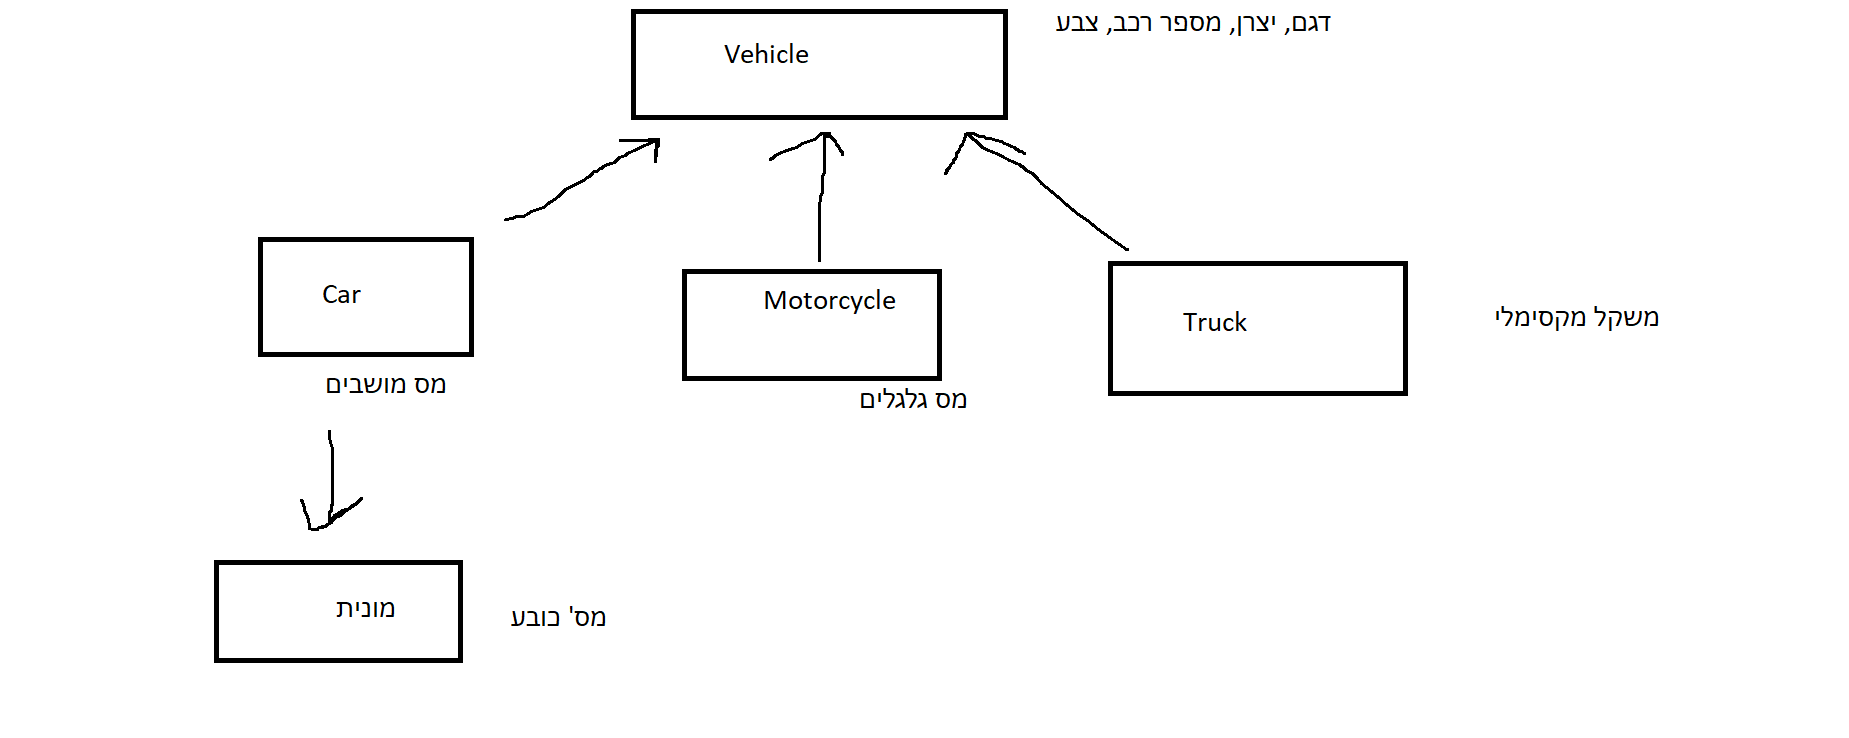 Vehicle
דגם, יצרן, מספר רכב, צבע
Car
מס מושבים
Motorcycle
מס גלגלים
Truck
משקל מקסימלי
מונית
מס' כובע